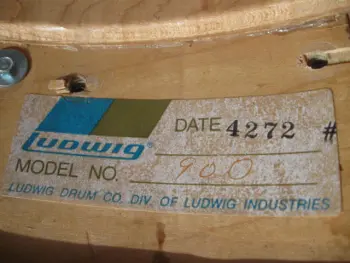 Ludwig
DATE 4272 #
MODEL NO. 900
LUDWIG DRUM CO. DIV. OF LUDWIG INDUSTRIES